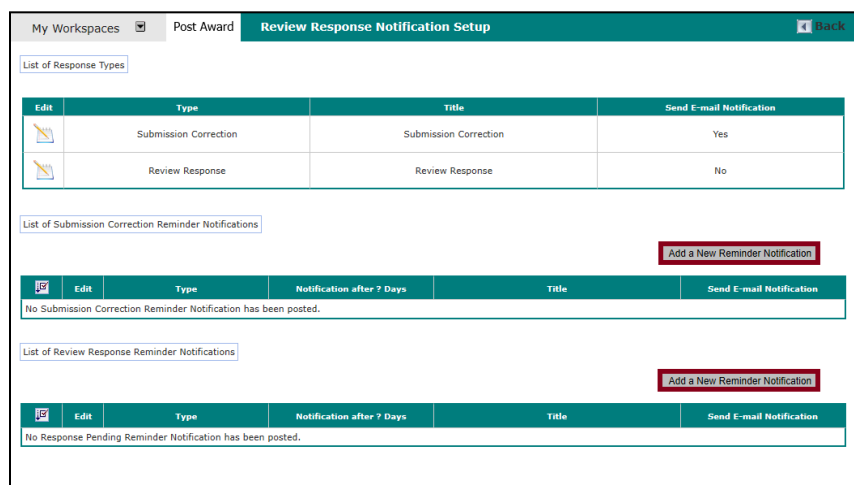 My Workspaces Post Award Review Response Notification Setup Back
List of Response Types
Edit Type Title Send E-mail Notification
Submission Correction Submission Correction Yes
Review Response Review Response No
List of Submission Correction Reminder Notifications
Add a New Reminder Notification
Edit Type Notification after ? Days Title Send E-mail Notification
No Submission Correction Reminder Notification has been posted.
List of Review Response Reminder Notifications
Add a New Reminder Notification
Edit Type Notification after ? Days Title Send E-mail Notification
No Response Pending Reminder Notification has been posted.